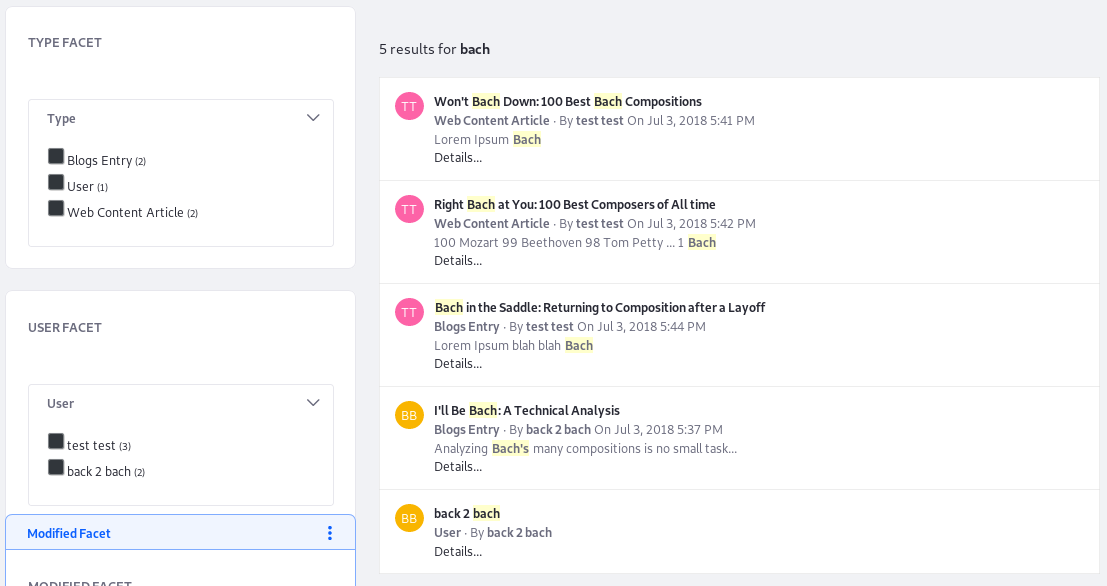 TYPE FACET
Type
Blogs Entry (2)
User (1)
Web Content Article (2)
USER FACET
User
test test (3)
back 2 bach (2)
Modified Facet
MODIFIED FACET
5 results for bach
TT
Won't Bach Down: 100 Best Bach Compositions
Web Content Article · By test test On Jul 3, 2018 5:41 PM
Lorem Ipsum Bach
Details...
TT
Right Bach at You: 100 Best Composers of All time
Web Content Article · By test test On Jul 3, 2018 5:42 PM
100 Mozart 99 Beethoven 98 Tom Petty ... 1 Bach
Details...
TT
Bach in the Saddle: Returning to Composition after a Layoff
Blogs Entry · By test test On Jul 3, 2018 5:44 PM
Lorem Ipsum blah blah Bach
Details...
BB
I'll Be Bach: A Technical Analysis
Blogs Entry · By back 2 bach On Jul 3, 2018 5:37 PM
Analyzing Bach's many compositions is no small task...
Details...
BB
back 2 bach
User · By back 2 bach
Details...